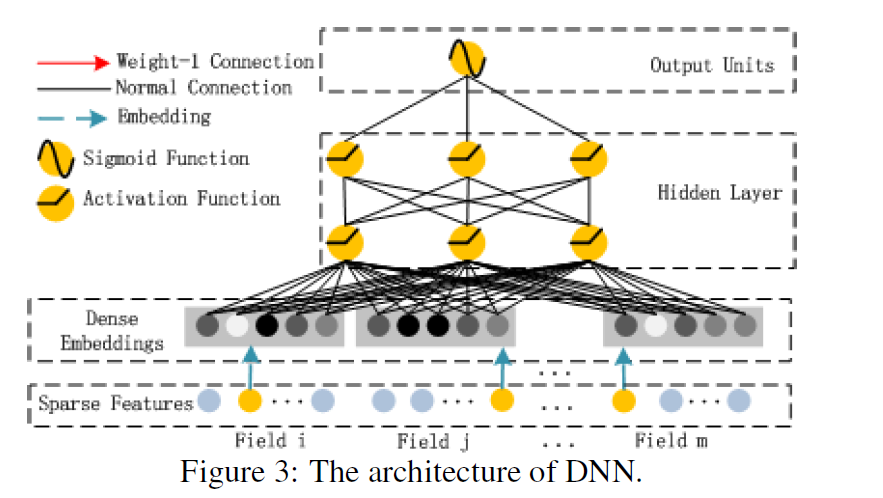 Weight-1 Connection
Normal Connection
Embedding
Sigmoid Function
Activation Function
Output Units
Hidden Layer
Dense
Embeddings
...
Sparse Features
...
...
...
...
Field i
Field j
...
Field m
Figure 3: The architecture of DNN.